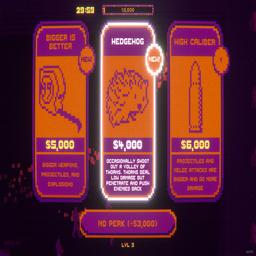 29:59
10,000
BIGGER IS
BETTER
NEW!
$5,000
BIGGER WEAPONS,
PROJECTILES, AND
EXPLOSIONS
HEDGEHOG
NEW!
$4,000
OCCASIONALLY SHOOT
OUT A VOLLEY OF
THORNS. THORNS DEAL
LOW DAMAGE BUT
PENETRATE AND PUSH
ENEMIES BACK
HIGH CALIBER
$6,000
PROJECTILES AND
MELEE ATTACKS ARE
BIGGER AND DO MORE
DAMAGE
NO PERK (-$3,000)
LVL 3